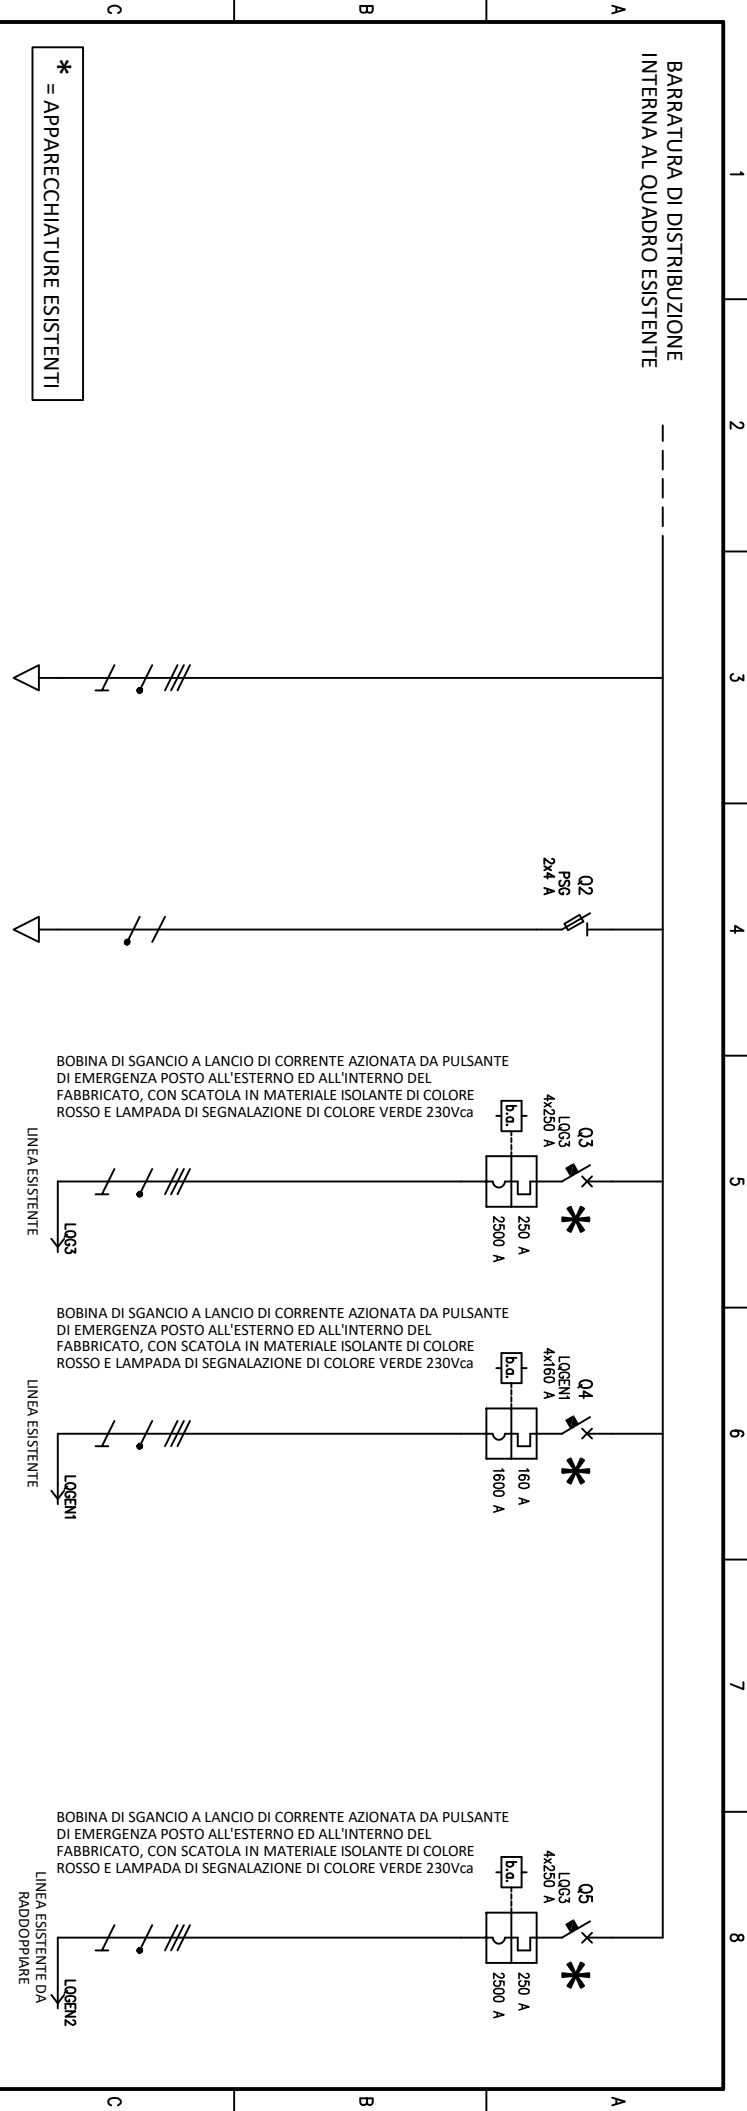 1
2
3
4
5
6
7
8
A
B
C
A
B
C
BARRATURA DI DISTRIBUZIONE
INTERNA AL QUADRO ESISTENTE
* = APPARECCHIATURE ESISTENTI
Q2
PSG
2x4 A
Q3
LQG3
4x250 A
b.a.
*
250 A
2500 A
BOBINA DI SGANCIO A LANCIO DI CORRENTE AZIONATA DA PULSANTE
DI EMERGENZA POSTO ALL'ESTERNO ED ALL'INTERNO DEL
FABBRICATO, CON SCATOLA IN MATERIALE ISOLANTE DI COLORE
ROSSO E LAMPADA DI SEGNALAZIONE DI COLORE VERDE 230Vca
LQG3
LINEA ESISTENTE
Q4
LQGEN1
4x160 A
b.a.
*
160 A
1600 A
BOBINA DI SGANCIO A LANCIO DI CORRENTE AZIONATA DA PULSANTE
DI EMERGENZA POSTO ALL'ESTERNO ED ALL'INTERNO DEL
FABBRICATO, CON SCATOLA IN MATERIALE ISOLANTE DI COLORE
ROSSO E LAMPADA DI SEGNALAZIONE DI COLORE VERDE 230Vca
LQGEN1
LINEA ESISTENTE
Q5
LQG3
4x250 A
b.a.
*
250 A
2500 A
BOBINA DI SGANCIO A LANCIO DI CORRENTE AZIONATA DA PULSANTE
DI EMERGENZA POSTO ALL'ESTERNO ED ALL'INTERNO DEL
FABBRICATO, CON SCATOLA IN MATERIALE ISOLANTE DI COLORE
ROSSO E LAMPADA DI SEGNALAZIONE DI COLORE VERDE 230Vca
LQGEN2
LINEA ESISTENTE DA
RADDOPPIARE